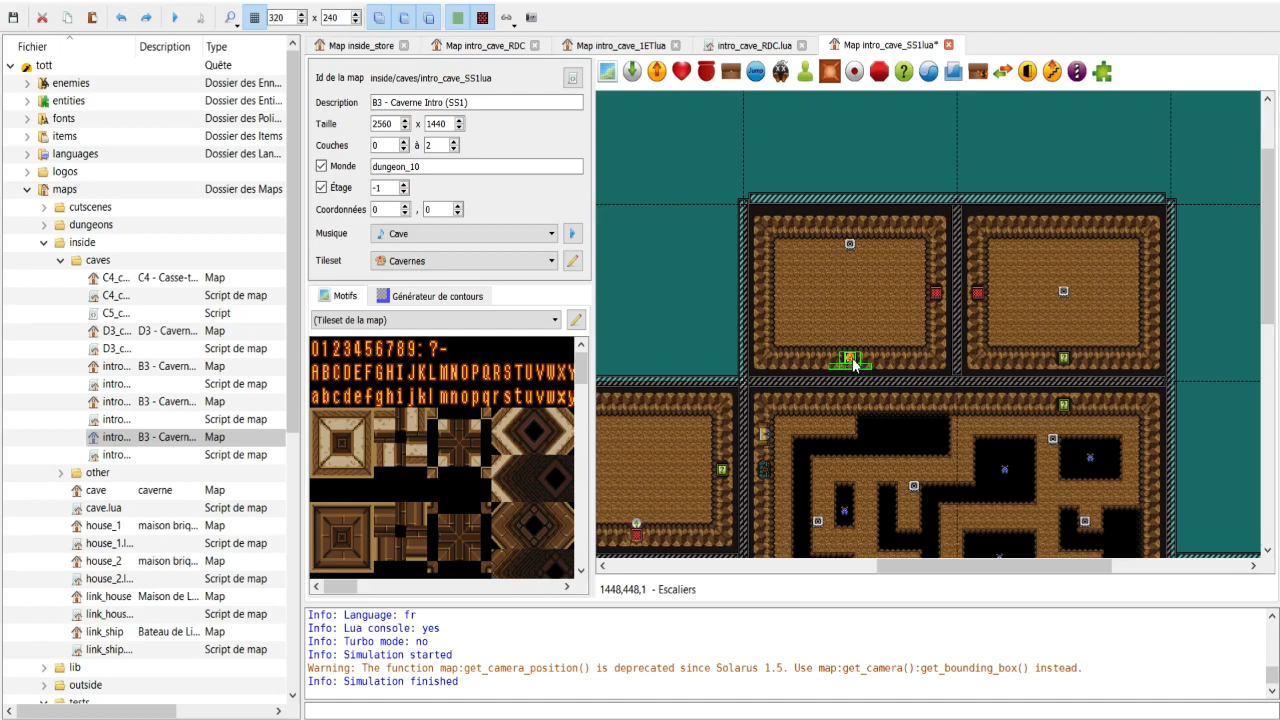 320 x 240
Fichier Description Type
tott Quête
enemies Dossier des Enn...
entities Dossier des Enti...
fonts Dossier des Poli...
items Dossier des Items
languages Dossier des Lan...
logos
maps Dossier des Maps
cutscenes
dungeons
inside
caves
C4_c... C4 - Casse-t... Map
C4_c... Script de map
C5_c... Script
D3_c... D3 - Cavern... Map
D3_c... Script de map
intro... B3 - Cavern... Map
intro... Script de map
intro... B3 - Cavern... Map
intro... Script de map
intro... B3 - Cavern... Map
intro... Script de map
other
cave caverne Map
cave.lua Script de map
house_1 maison briq... Map
house_1.l... Script de map
house_2 maison briq... Map
house_2.l... Script de map
link_house Maison de L... Map
link_hous... Script de map
link_ship Bateau de Li... Map
link_ship.... Script de map
lib
outside
tests
Map inside_store Map intro_cave_RDC Map intro_cave_1ETlua intro_cave_RDC.lua Map intro_cave_SS1lua*
Id de la map inside/caves/intro_cave_SS1lua
Description B3 - Caverne Intro (SS1)
Taille 2560 x 1440
Couches 0 à 2
Monde dungeon_10
Étage -1
Coordonnées 0 , 0
Musique Cave
Tileset Cavernes
Motifs Générateur de contours
(Tileset de la map)
0123456789:?-
ABCDEFGHIJKLMNOPQRSTUVWXY
abcdefghijklmnopqrstuvwxy
Jump
1448,448,1 - Escaliers
Info: Language: fr
Info: Lua console: yes
Info: Turbo mode: no
Info: Simulation started
Warning: The function map:get_camera_position() is deprecated since Solarus 1.5. Use map:get_camera():get_bounding_box() instead.
Info: Simulation finished